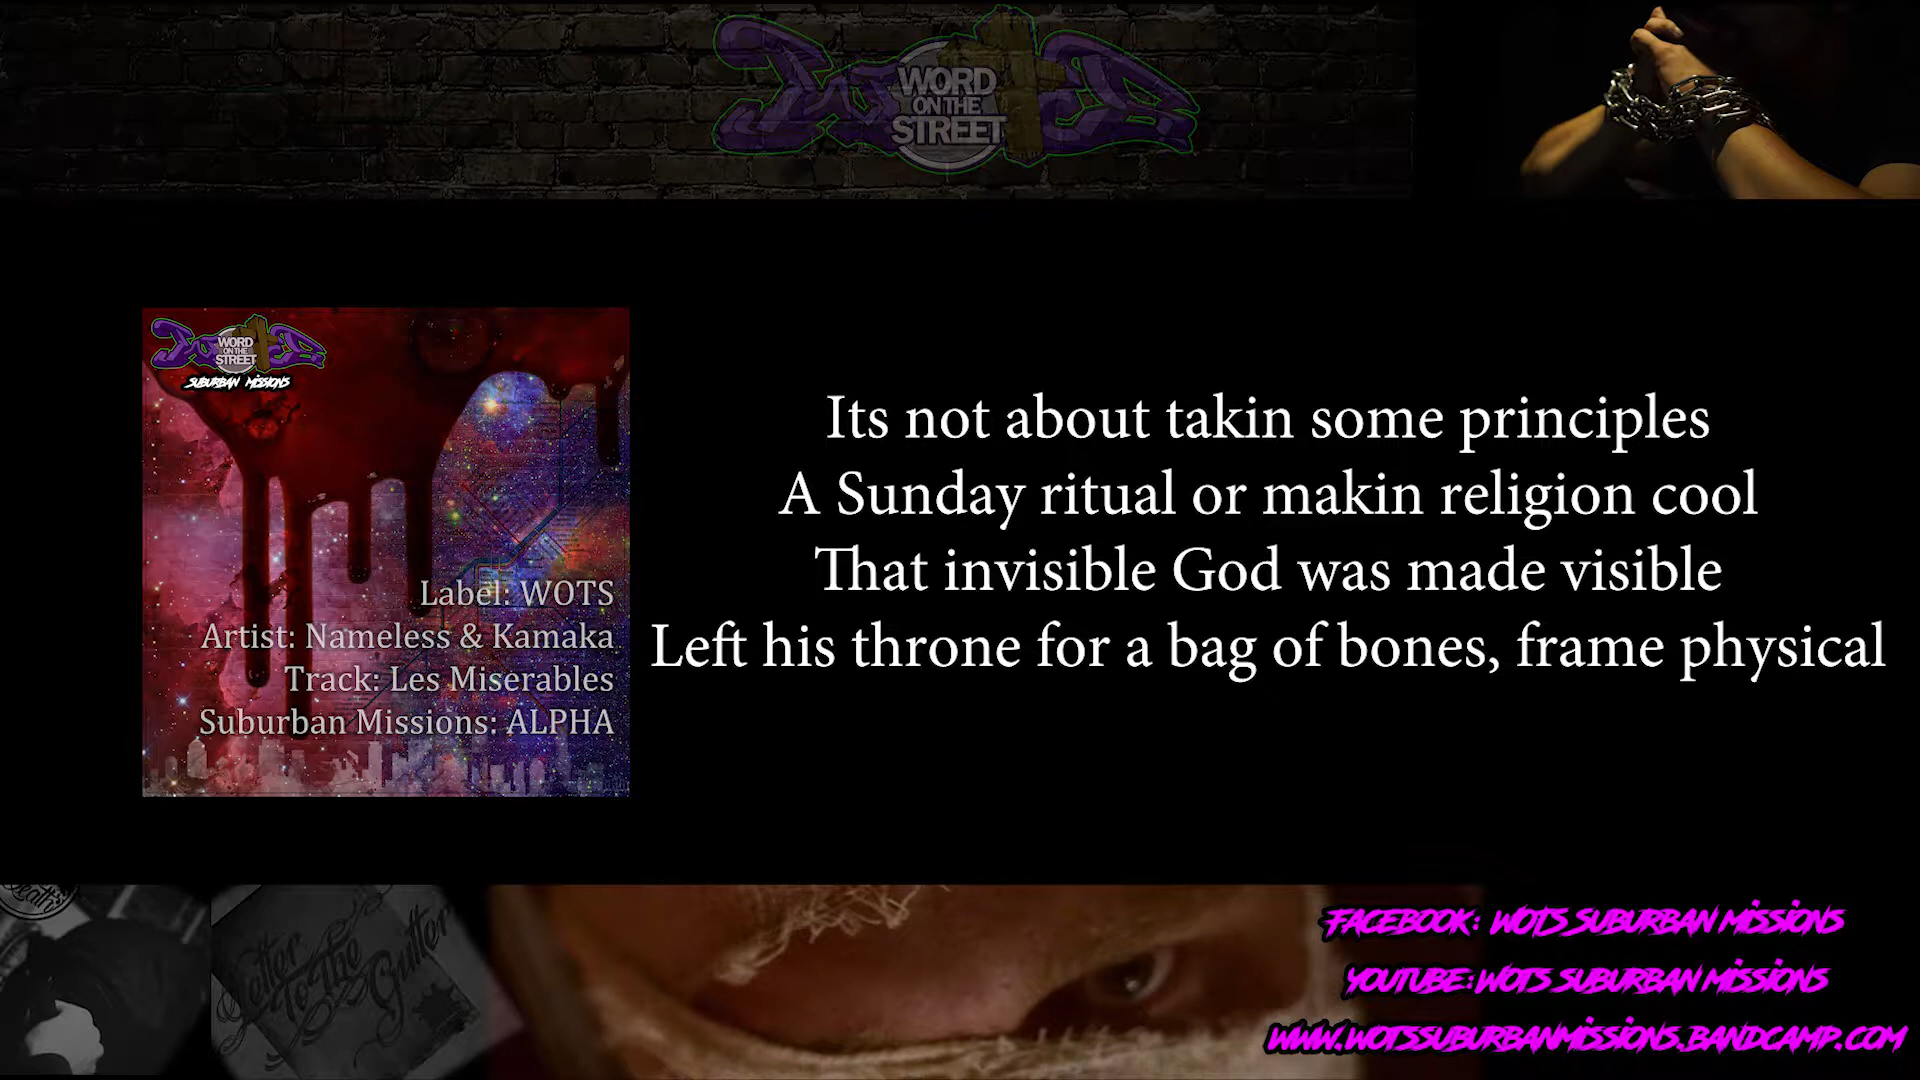 WORD
ON THE
STREET
WORD
ON THE
STREET
SUBURBAN MISSIONS
Label: WOTS
Artist: Nameless & Kamaka
Track: Les Miserables
Suburban Missions: ALPHA
Its not about takin some principles
A Sunday ritual or makin religion cool
That invisible God was made visible
Left his throne for a bag of bones, frame physical
Letter
To The
Gutter
FACEBOOK: WOTS SUBURBAN MISSIONS
YOUTUBE: WOTS SUBURBAN MISSIONS
WWW.WOTSSUBURBANMISSIONS.BANDCAMP.COM